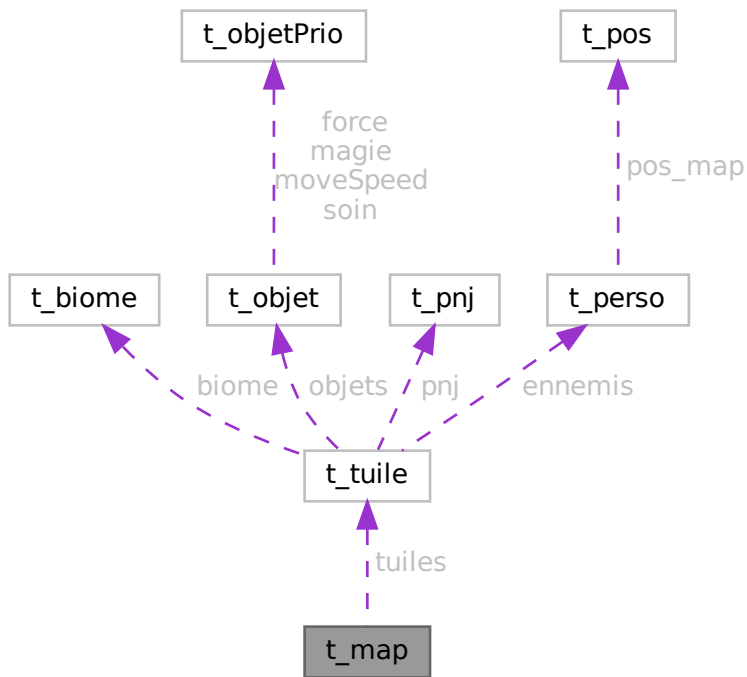 t_objetPrio
t_pos
force
magie
moveSpeed
soin
pos_map
t_biome
t_objet
t_pnj
t_perso
biome
objets
pnj
ennemis
t_tuile
tuiles
t_map